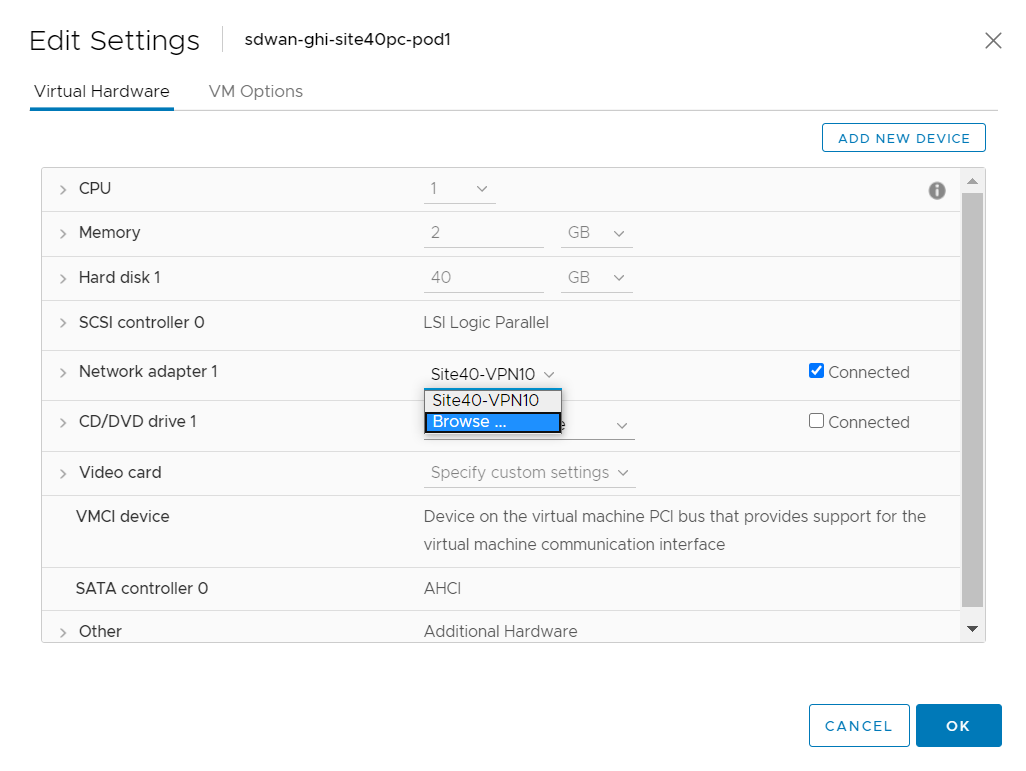 Edit Settings
sdwan-ghi-site40pc-pod1
Virtual Hardware
VM Options
ADD NEW DEVICE
CPU
1
Memory
2
GB
Hard disk 1
40
GB
SCSI controller 0
LSI Logic Parallel
Network adapter 1
Site40-VPN10
Connected
Site40-VPN10
Browse ...
CD/DVD drive 1
Connected
Video card
Specify custom settings
VMCI device
Device on the virtual machine PCI bus that provides support for the
virtual machine communication interface
SATA controller 0
AHCI
Other
Additional Hardware
CANCEL
OK